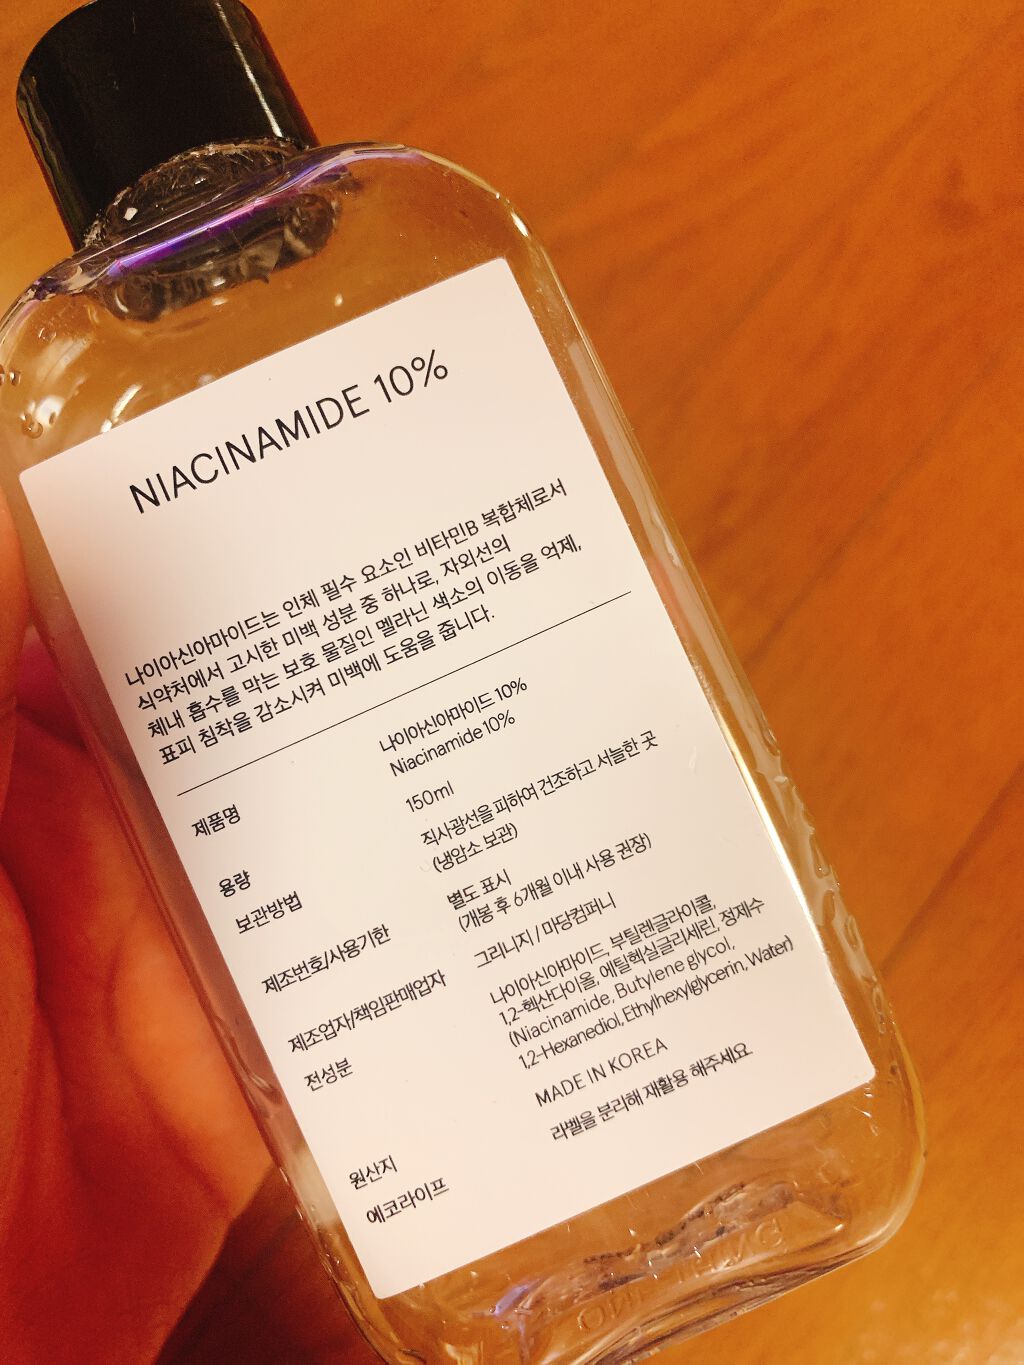 NIACINAMIDE 10%
나이아신아마이드는 인체 필수 요소인 비타민B 복합체로서
식약처에서 고시한 미백 성분 중 하나로, 자외선의
체내 흡수를 막는 보호 물질인 멜라닌 색소의 이동을 억제,
표피 침착을 감소시켜 미백에 도움을 줍니다.
제품명
나이아신아마이드 10%
Niacinamide 10%
용량
150ml
보관방법
직사광선을 피하여 건조하고 서늘한 곳
(냉암소 보관)
제조번호/사용기한
별도 표시
(개봉 후 6개월 이내 사용 권장)
제조업자/책임판매업자
그리니지 / 마당컴퍼니
전성분
나이아신아마이드, 부틸렌글라이콜,
1,2-헥산다이올, 에틸헥실글리세린, 정제수
(Niacinamide, Butylene glycol,
1,2-Hexanediol, Ethylhexylglycerin, Water)
원산지
MADE IN KOREA
에코라이프
라벨을 분리해 재활용 해주세요